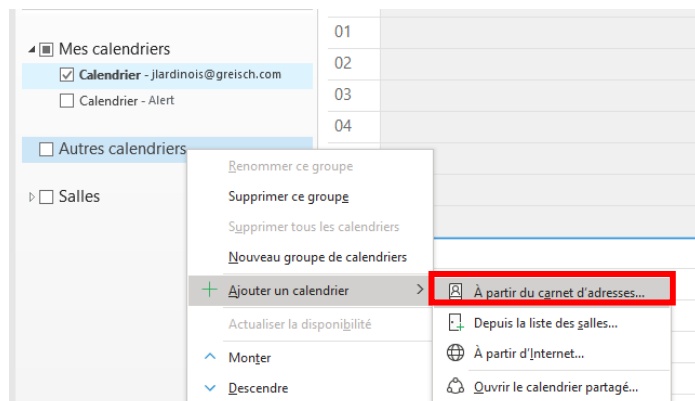 01
Mes calendriers
02
Calendrier - jlardinois@greisch.com
Calendrier - Alert
03
04
Autres calendriers
Renommer ce groupe
Salles
Supprimer ce groupe
Supprimer tous les calendriers
Nouveau groupe de calendriers
Ajouter un calendrier
À partir du carnet d'adresses...
Actualiser la disponibilité
Depuis la liste des salles...
Monter
À partir d'Internet...
Descendre
Ouvrir le calendrier partagé...